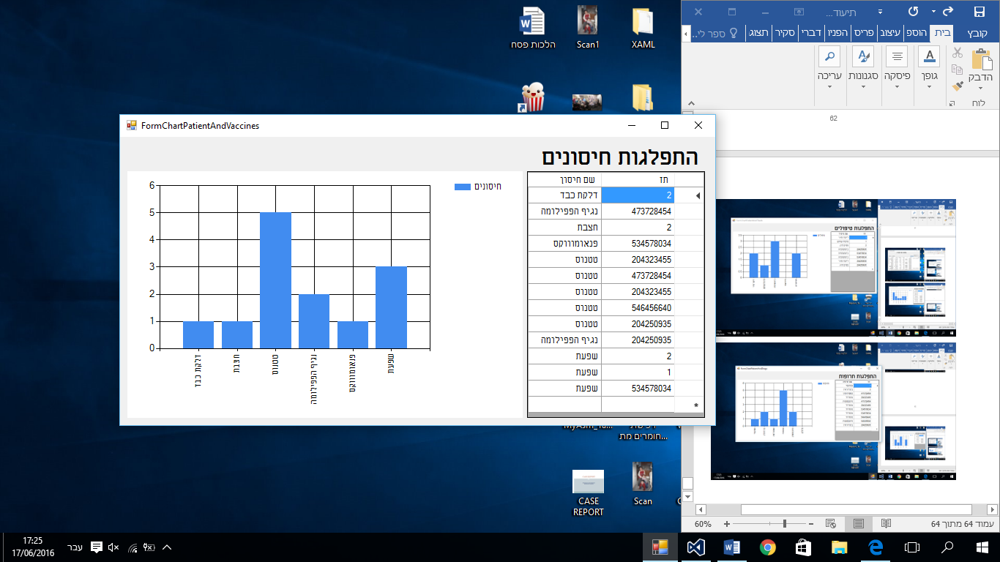 הלכות פסח
Scan1
XAML
FormChartPatientAndVaccines
התפלגות חיסונים
חיסונים
6
5
4
3
2
1
0
דלקת כבד
חצבת
טטנוס
נגיף הפפילומה
פנאומווקס
שפעת
תז שם חיסון
2 דלקת כבד
473728454 נגיף הפפילומה
2 חצבת
534578034 פנאומווקס
204323455 טטנוס
473728454 טטנוס
204323455 טטנוס
546456640 טטנוס
204250935 טטנוס
204250935 נגיף הפפילומה
2 שפעת
1 שפעת
534578034 שפעת
*
חומרים מת...
CASE REPORT
Scan
תיעוד...
קובץ
בית
הוספ
עיצוב
פריס
הפניו
דברי
סקיר
תצוג
ספר לי...
הדבק
לוח
גופן
פיסקה
סגנונות
עריכה
62
FormChartPatientAndDrugs
התפלגות טיפולים
התפלגות תרופות
עמוד 64 מתוך 64
60%
17:25
17/06/2016
עבר